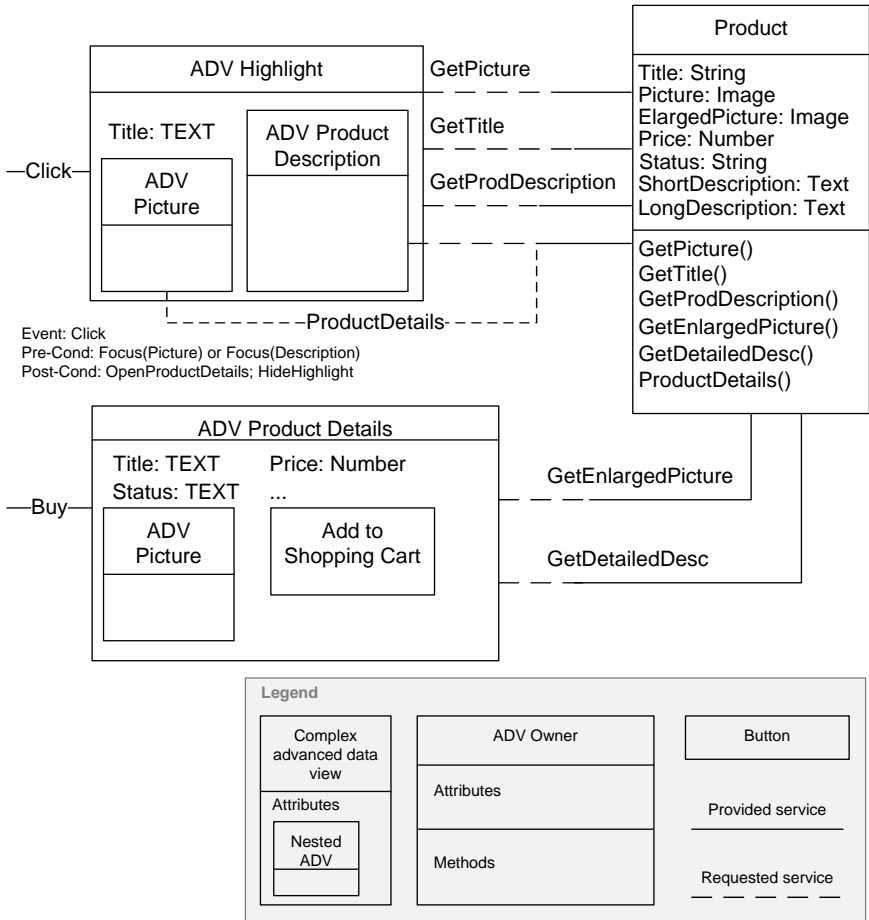 ADV Highlight
Title: TEXT
ADV
Picture
ADV Product
Description
Click
GetPicture
GetTitle
GetProdDescription
ProductDetails
Product
Title: String
Picture: Image
ElargedPicture: Image
Price: Number
Status: String
ShortDescription: Text
LongDescription: Text
GetPicture()
GetTitle()
GetProdDescription()
GetEnlargedPicture()
GetDetailedDesc()
ProductDetails()
Event: Click
Pre-Cond: Focus(Picture) or Focus(Description)
Post-Cond: OpenProductDetails; HideHighlight
ADV Product Details
Title: TEXT
Price: Number
Status: TEXT
...
Buy
ADV
Picture
Add to
Shopping Cart
GetEnlargedPicture
GetDetailedDesc
Legend
Complex
advanced data
view
Attributes
Nested
ADV
ADV Owner
Attributes
Methods
Button
Provided service
Requested service